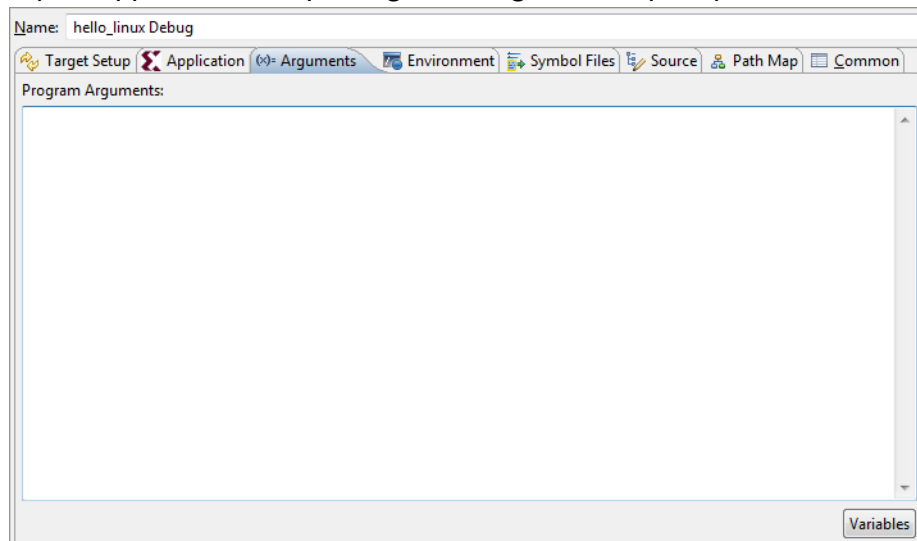 Name: hello_linux Debug
Target Setup Application (x)= Arguments Environment Symbol Files Source Path Map Common
Program Arguments:
Variables